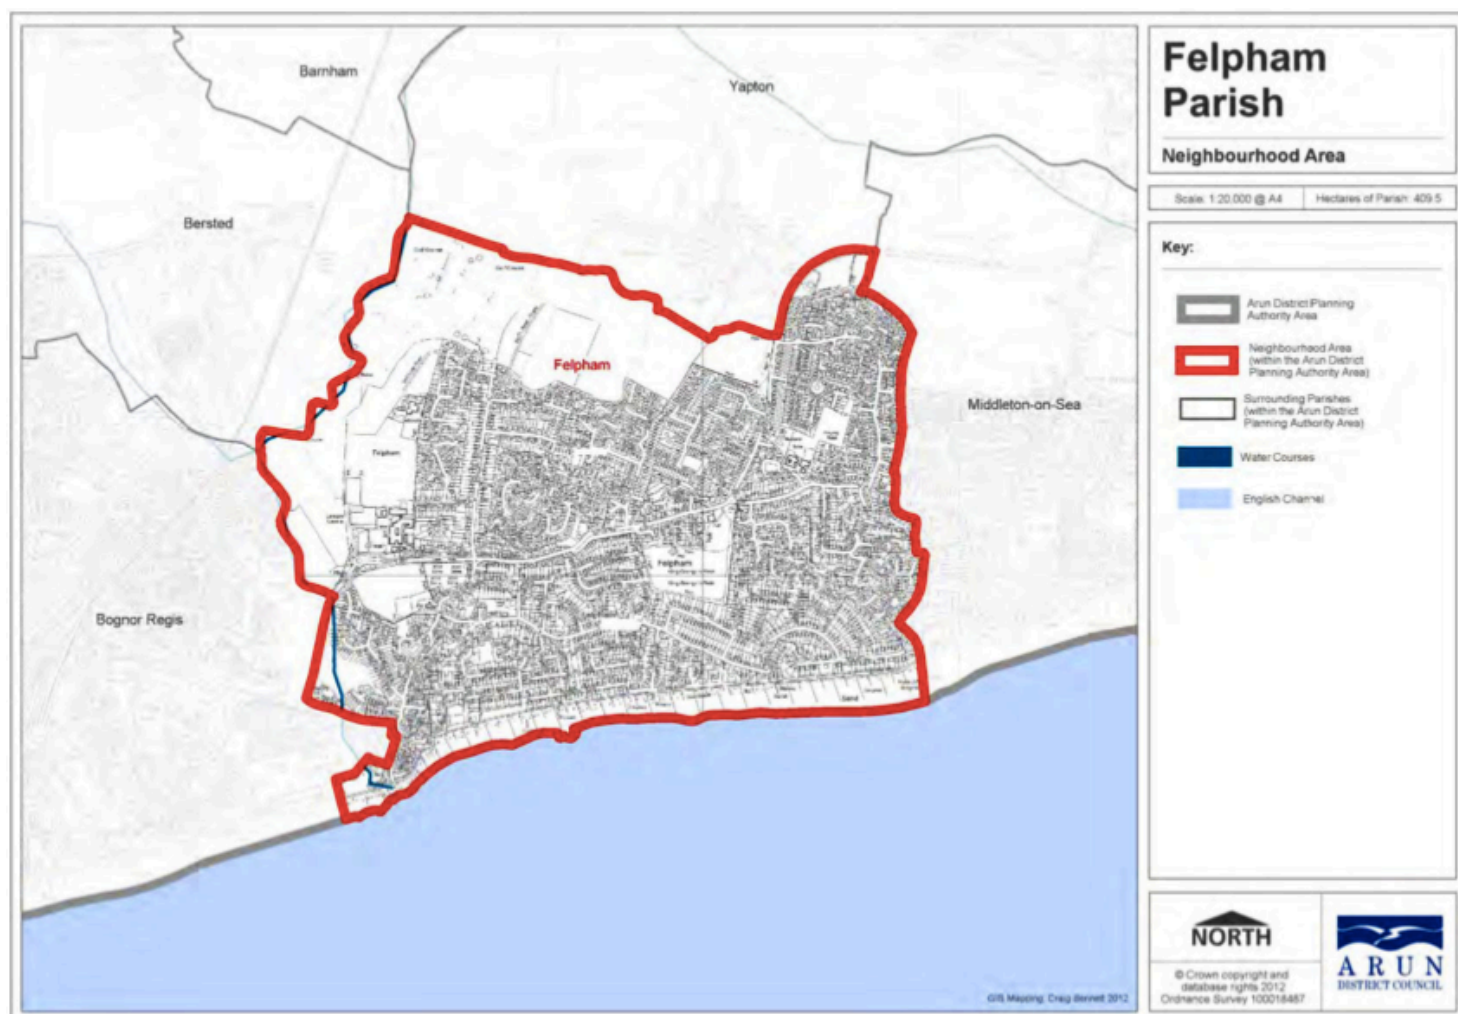 Felpham
Parish
Neighbourhood Area
Scale: 1:20,000 @ A4
Hectares of Parish: 409.5
Key:
Arun District Planning
Authority Area
Neighbourhood Area
(within the Arun District
Planning Authority Area)
Surrounding Parishes
(within the Arun District
Planning Authority Area)
Water Courses
English Channel
Barnham
Yapton
Bersted
Felpham
Middleton-on-Sea
Felpham
Felpham
Bognor Regis
Sand
GIS Mapping: Craig Bennett 2012
NORTH
© Crown copyright and
database rights 2012
Ordnance Survey 100018487
ARUN
DISTRICT COUNCIL